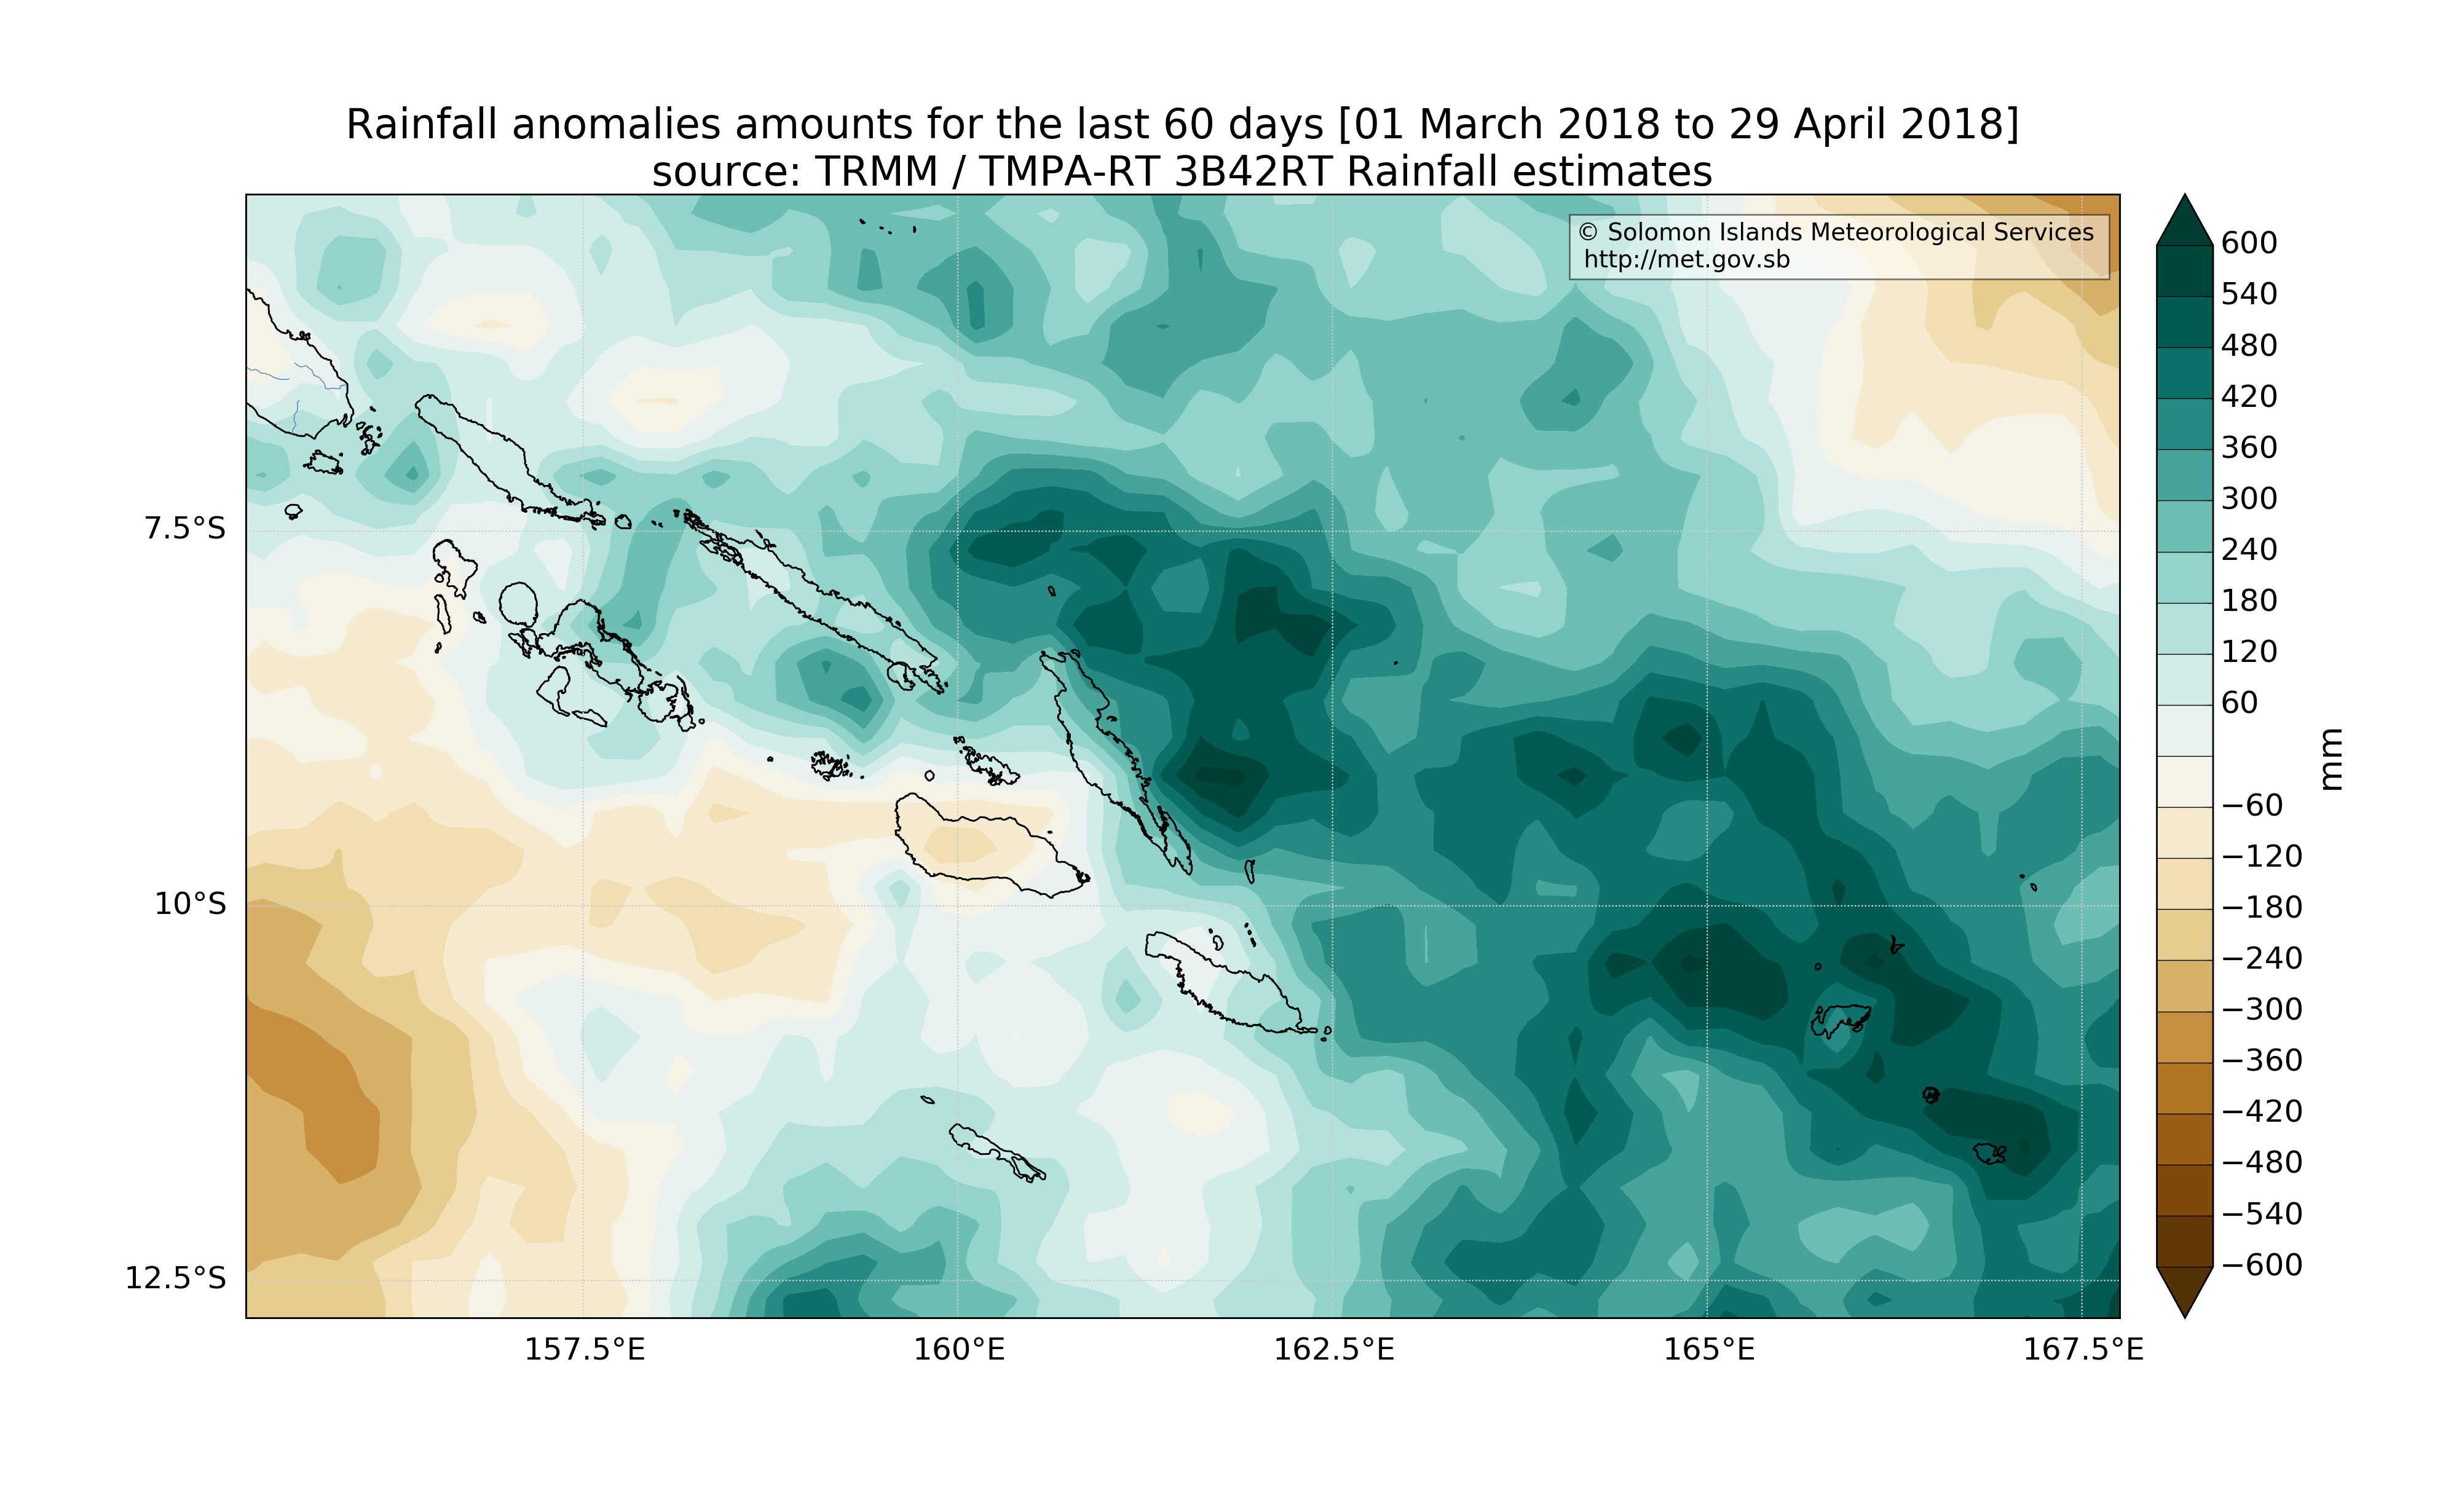 Rainfall anomalies amounts for the last 60 days [01 March 2018 to 29 April 2018]
source: TRMM / TMPA-RT 3B42RT Rainfall estimates
© Solomon Islands Meteorological Services
http://met.gov.sb
7.5°S
10°S
12.5°S
157.5°E
160°E
162.5°E
165°E
167.5°E
600
540
480
420
360
300
240
180
120
60
−60
−120
−180
−240
−300
−360
−420
−480
−540
−600
mm